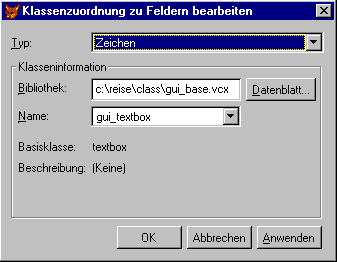 Klassenzuordnung zu Feldern bearbeiten
Typ: Zeichen
Klasseninformation
Bibliothek: c:\reise\class\gui_base.vcx Datenblatt...
Name: gui_textbox
Basisklasse: textbox
Beschreibung: (Keine)
OK Abbrechen Anwenden